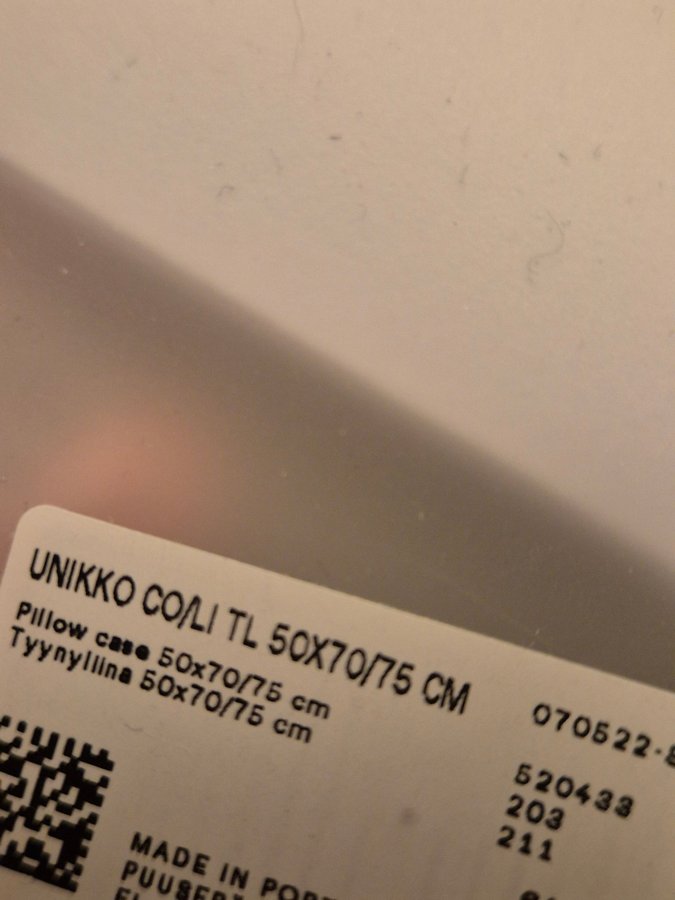 UNIKKO CO/LI TL 50X70/75 CM
Pillow case 50x70/75 cm
Tyynyliina 50x70/75 cm
070522-
520433
203
211
MADE IN